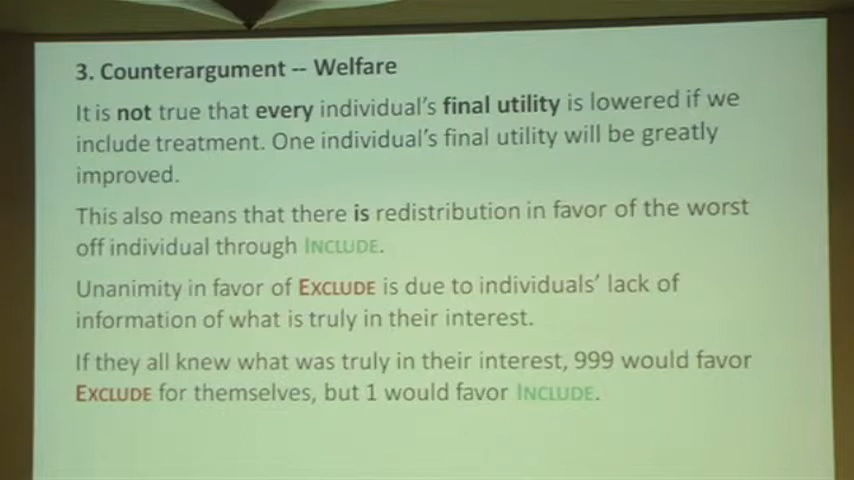 3. Counterargument -- Welfare
It is not true that every individual's final utility is lowered if we
include treatment. One individual's final utility will be greatly
improved.
This also means that there is redistribution in favor of the worst
off individual through INCLUDE.
Unanimity in favor of EXCLUDE is due to individuals' lack of
information of what is truly in their interest.
If they all knew what was truly in their interest, 999 would favor
EXCLUDE for themselves, but 1 would favor INCLUDE.